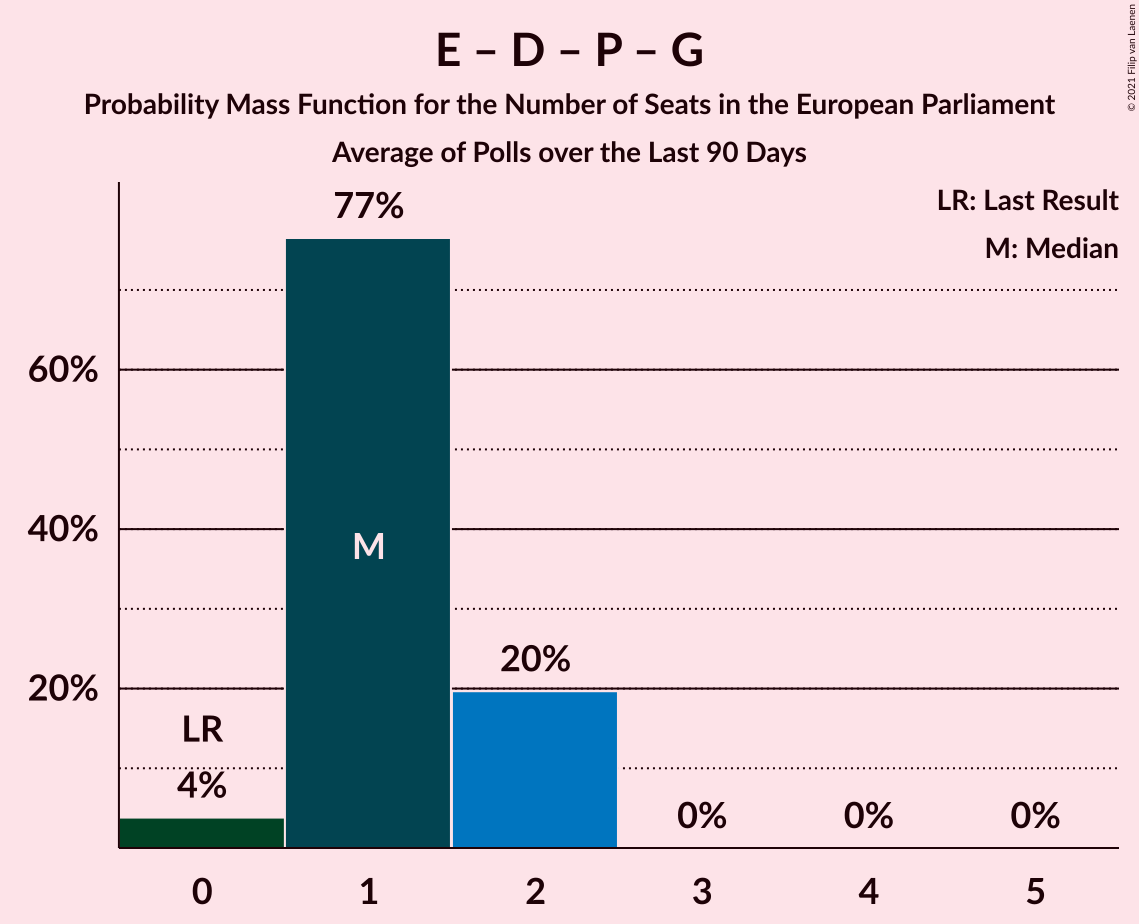 E – D – P – G
Probability Mass Function for the Number of Seats in the European Parliament
Average of Polls over the Last 90 Days
© 2021 Filip van Laenen
LR: Last Result
M: Median
77%
60%
40%
M
20%
20%
LR
4%
0%
0%
0%
0
1
2
3
4
5